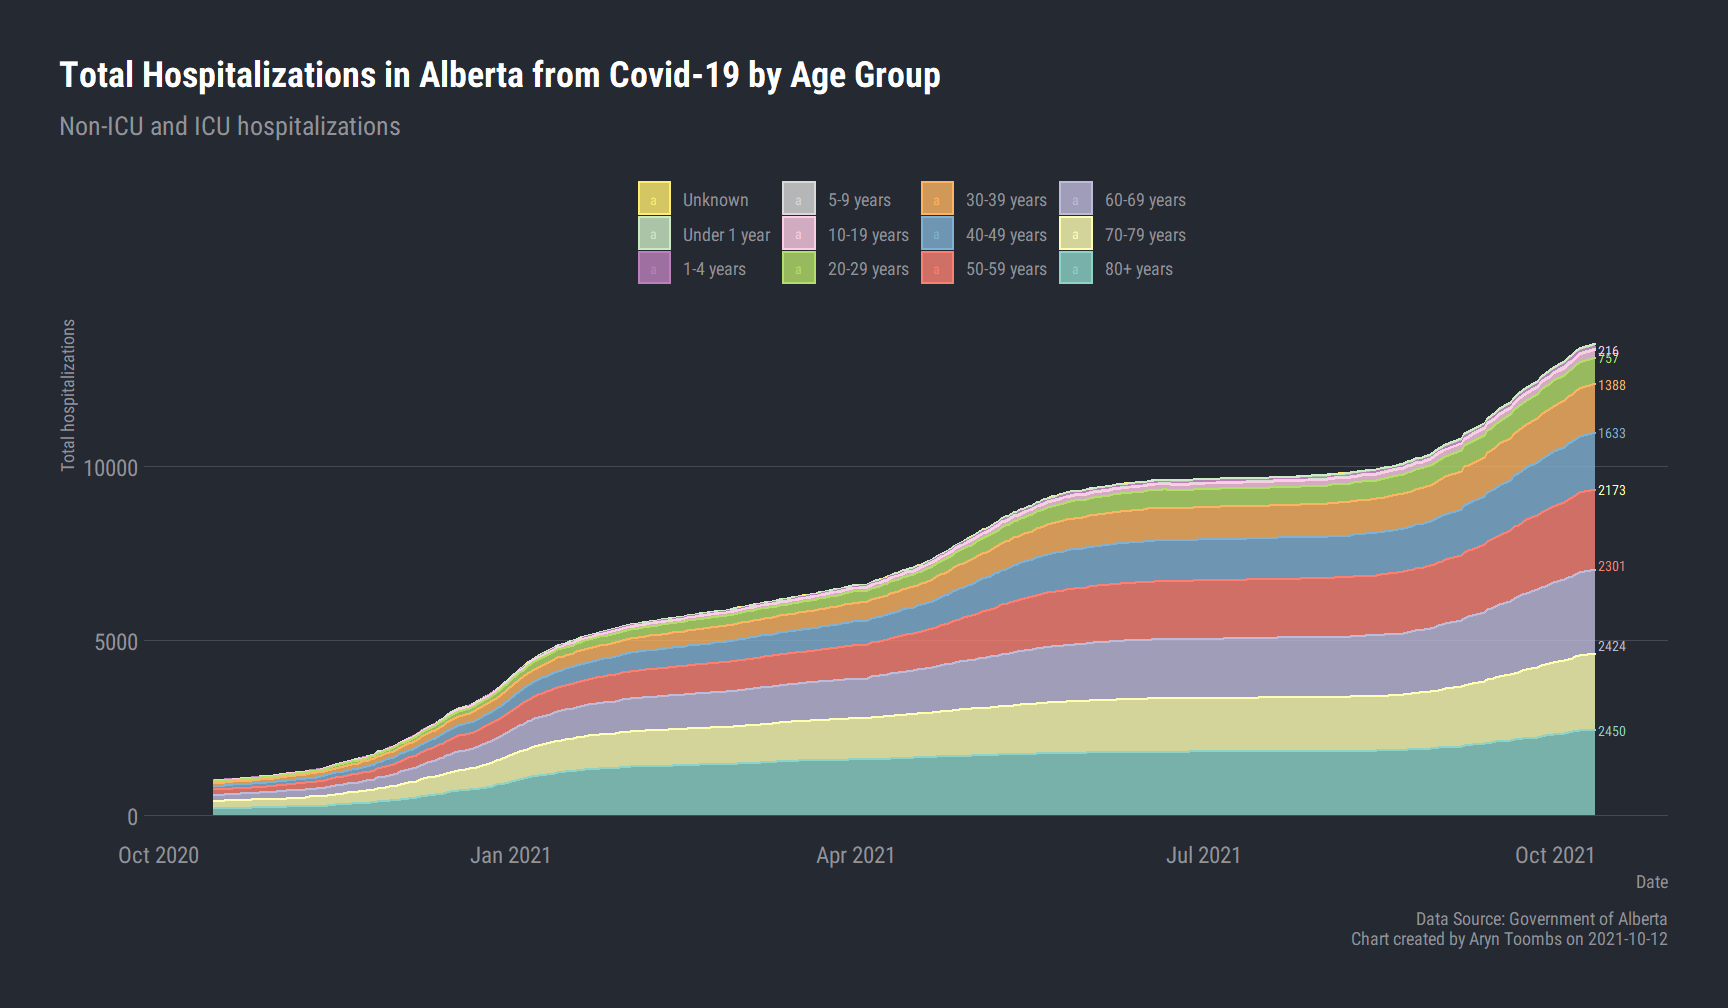 Total Hospitalizations in Alberta from Covid-19 by Age Group
Non-ICU and ICU hospitalizations
a Unknown a 5-9 years a 30-39 years a 60-69 years
a Under 1 year a 10-19 years a 40-49 years a 70-79 years
a 1-4 years a 20-29 years a 50-59 years a 80+ years
Total hospitalizations
216
757
1388
1633
10000
2173
2301
5000
2424
2450
0
Oct 2020 Jan 2021 Apr 2021 Jul 2021 Oct 2021
Date
Data Source: Government of Alberta
Chart created by Aryn Toombs on 2021-10-12